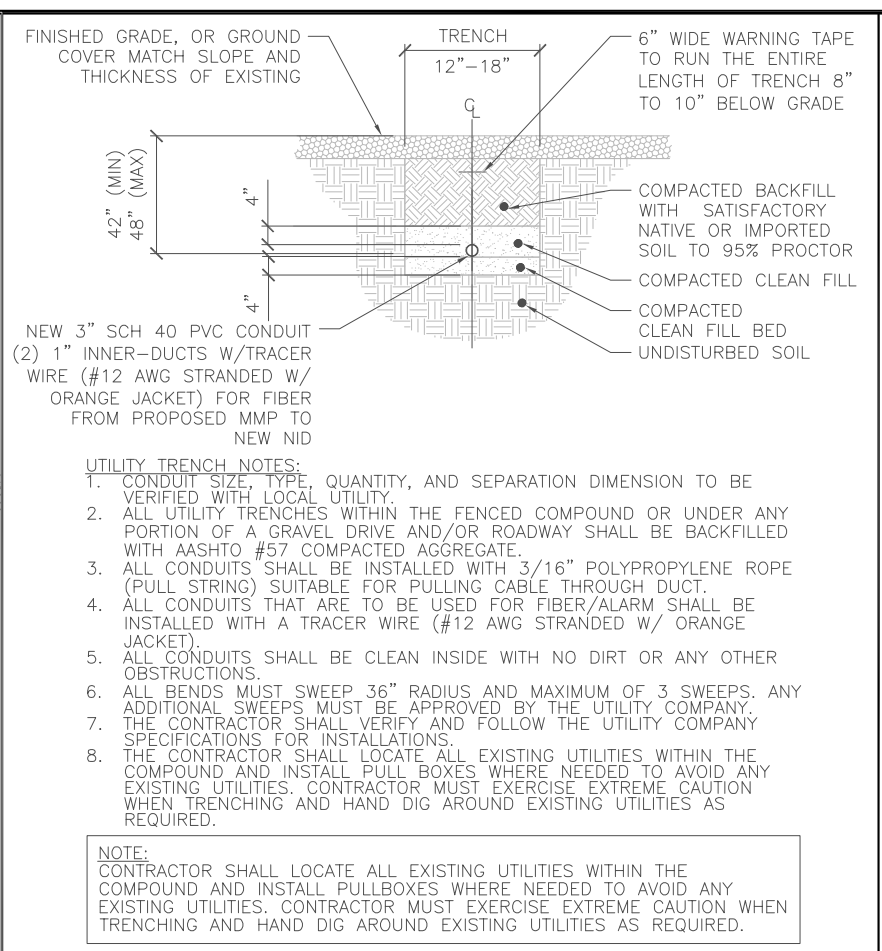 FINISHED GRADE, OR GROUND
COVER MATCH SLOPE AND
THICKNESS OF EXISTING
TRENCH
12"-18"
CL
6" WIDE WARNING TAPE
TO RUN THE ENTIRE
LENGTH OF TRENCH 8"
TO 10" BELOW GRADE
42" (MIN)
48" (MAX)
4"
4"
COMPACTED BACKFILL
WITH SATISFACTORY
NATIVE OR IMPORTED
SOIL TO 95% PROCTOR
COMPACTED CLEAN FILL
COMPACTED
CLEAN FILL BED
UNDISTURBED SOIL
NEW 3" SCH 40 PVC CONDUIT
(2) 1" INNER-DUCTS W/TRACER
WIRE (#12 AWG STRANDED W/
ORANGE JACKET) FOR FIBER
FROM PROPOSED MMP TO
NEW NID
UTILITY TRENCH NOTES:
1. CONDUIT SIZE, TYPE, QUANTITY, AND SEPARATION DIMENSION TO BE
VERIFIED WITH LOCAL UTILITY.
2. ALL UTILITY TRENCHES WITHIN THE FENCED COMPOUND OR UNDER ANY
PORTION OF A GRAVEL DRIVE AND/OR ROADWAY SHALL BE BACKFILLED
WITH AASHTO #57 COMPACTED AGGREGATE.
3. ALL CONDUITS SHALL BE INSTALLED WITH 3/16" POLYPROPYLENE ROPE
(PULL STRING) SUITABLE FOR PULLING CABLE THROUGH DUCT.
4. ALL CONDUITS THAT ARE TO BE USED FOR FIBER/ALARM SHALL BE
INSTALLED WITH A TRACER WIRE (#12 AWG STRANDED W/ ORANGE
JACKET).
5. ALL CONDUITS SHALL BE CLEAN INSIDE WITH NO DIRT OR ANY OTHER
OBSTRUCTIONS.
6. ALL BENDS MUST SWEEP 36" RADIUS AND MAXIMUM OF 3 SWEEPS. ANY
ADDITIONAL SWEEPS MUST BE APPROVED BY THE UTILITY COMPANY.
7. THE CONTRACTOR SHALL VERIFY AND FOLLOW THE UTILITY COMPANY
SPECIFICATIONS FOR INSTALLATIONS.
8. THE CONTRACTOR SHALL LOCATE ALL EXISTING UTILITIES WITHIN THE
COMPOUND AND INSTALL PULL BOXES WHERE NEEDED TO AVOID ANY
EXISTING UTILITIES. CONTRACTOR MUST EXERCISE EXTREME CAUTION
WHEN TRENCHING AND HAND DIG AROUND EXISTING UTILITIES AS
REQUIRED.
NOTE:
CONTRACTOR SHALL LOCATE ALL EXISTING UTILITIES WITHIN THE
COMPOUND AND INSTALL PULLBOXES WHERE NEEDED TO AVOID ANY
EXISTING UTILITIES. CONTRACTOR MUST EXERCISE EXTREME CAUTION WHEN
TRENCHING AND HAND DIG AROUND EXISTING UTILITIES AS REQUIRED.